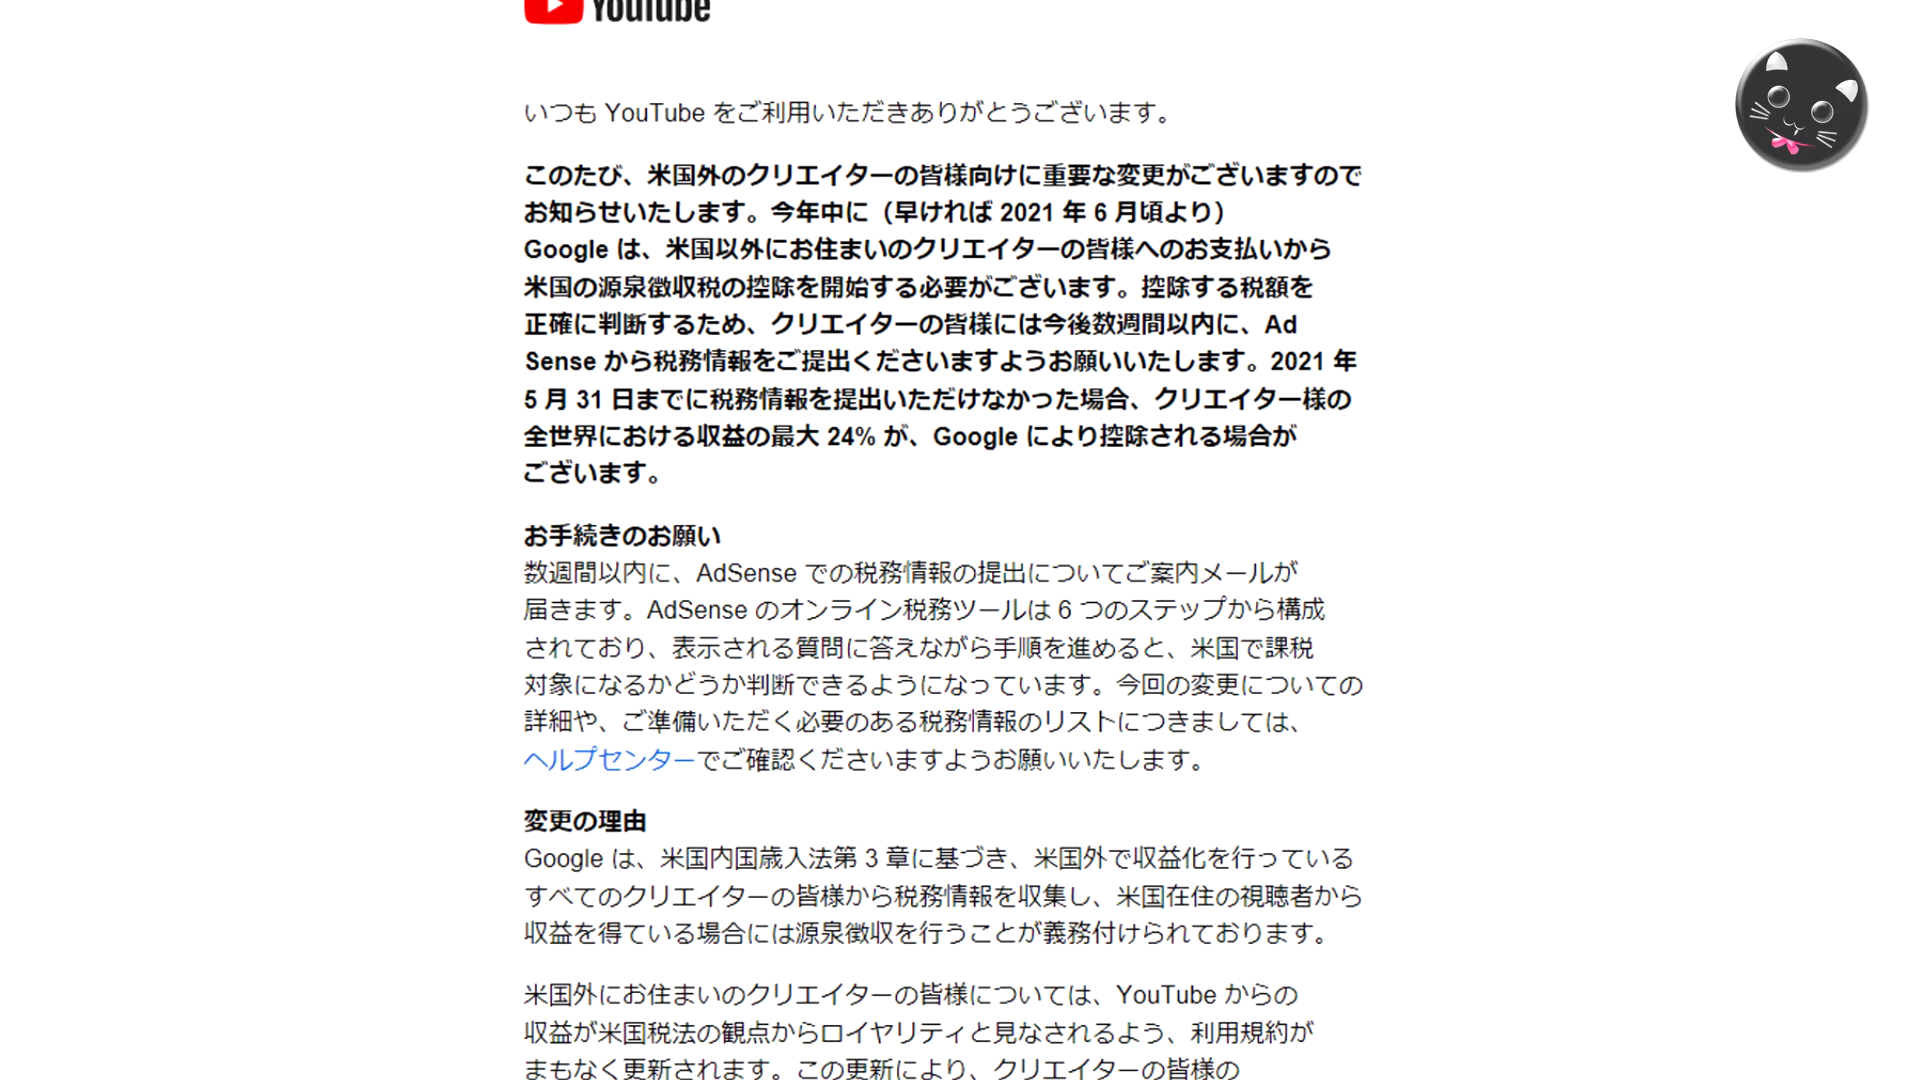 YouTube
いつも YouTube をご利用いただきありがとうございます。
このたび、米国外のクリエイターの皆様向けに重要な変更がございますので
お知らせいたします。今年中に（早ければ 2021 年 6 月頃より）
Google は、米国以外にお住まいのクリエイターの皆様へのお支払いから
米国の源泉徴収税の控除を開始する必要がございます。控除する税額を
正確に判断するため、クリエイターの皆様には今後数週間以内に、Ad
Sense から税務情報をご提出くださいますようお願いいたします。2021 年
5 月 31 日までに税務情報を提出いただけなかった場合、クリエイター様の
全世界における収益の最大 24% が、Google により控除される場合が
ございます。
お手続きのお願い
数週間以内に、AdSense での税務情報の提出についてご案内メールが
届きます。AdSense のオンライン税務ツールは 6 つのステップから構成
されており、表示される質問に答えながら手順を進めると、米国で課税
対象になるかどうか判断できるようになっています。今回の変更についての
詳細や、ご準備いただく必要のある税務情報のリストにつきましては、
ヘルプセンターでご確認くださいますようお願いいたします。
変更の理由
Google は、米国内国歳入法第 3 章に基づき、米国外で収益化を行っている
すべてのクリエイターの皆様から税務情報を収集し、米国在住の視聴者から
収益を得ている場合には源泉徴収を行うことが義務付けられております。
米国外にお住まいのクリエイターの皆様については、YouTube からの
収益が米国税法の観点からロイヤリティと見なされるよう、利用規約が
まもなく更新されます。この更新により、クリエイターの皆様の